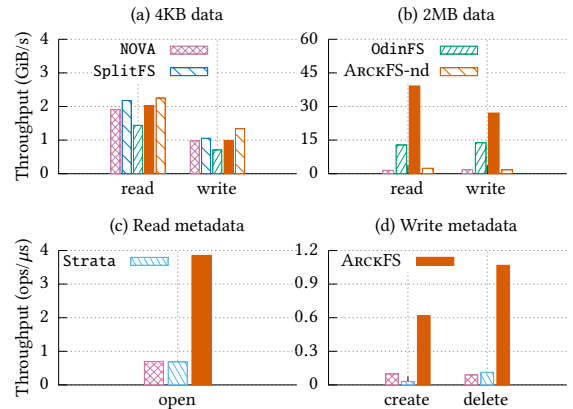 (a) 4KB data
(b) 2MB data
Throughput (GiB/s)
4
3
2
1
0
NOVA
SplitFS
read
write
60
45
30
15
0
OdinFS
ARCKFS-nd
read
write
(c) Read metadata
(d) Write metadata
Throughput (ops/μs)
4
3
2
1
0
Strata
open
1.2
0.9
0.6
0.3
0
ARCKFS
create
delete